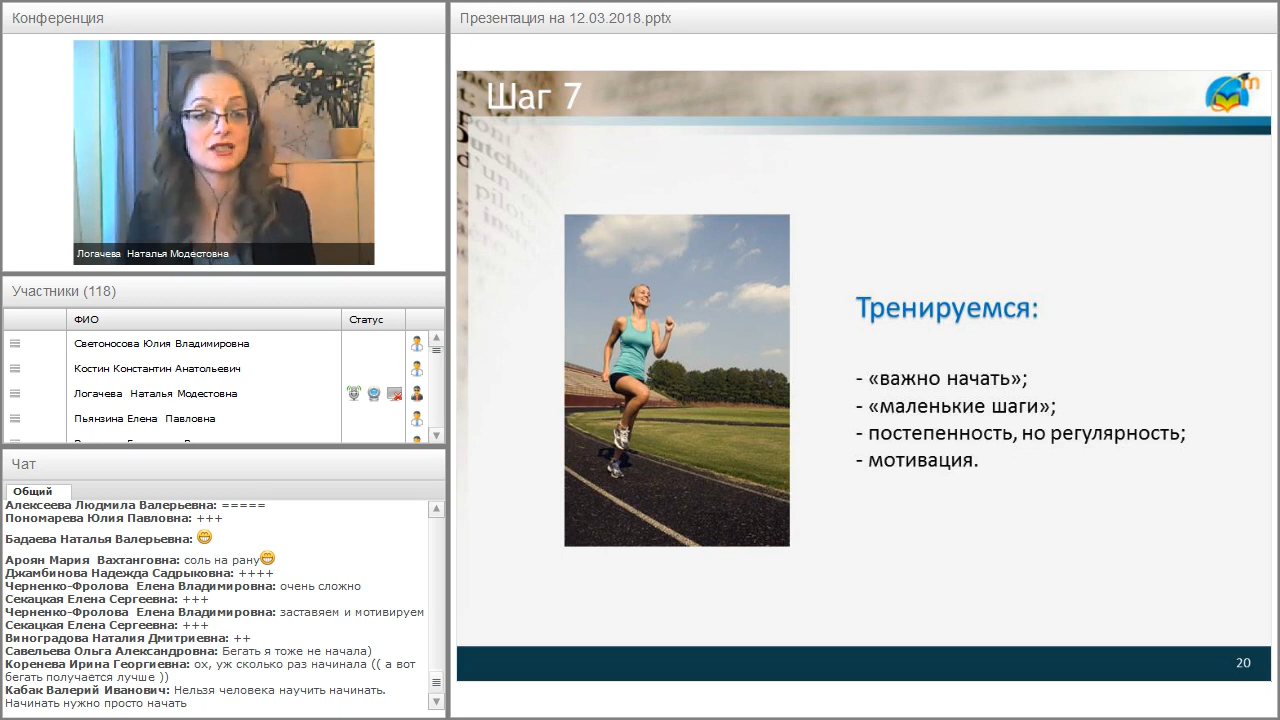 Конференция
Логачева Наталья Модестовна
Участники (118)
ФИО
Статус
Светоносова Юлия Владимировна
Костин Константин Анатольевич
Логачева Наталья Модестовна
Пьянзина Елена Павловна
Чат
Общий
Алексеева Людмила Валерьевна: =====
Пономарева Юлия Павловна: +++
Бадаева Наталья Валерьевна:
Ароян Мария Вахтанговна: соль на рану
Джамбинова Надежда Садрыковна: ++++
Черненко-Фролова Елена Владимировна: очень сложно
Секацкая Елена Сергеевна: +++
Черненко-Фролова Елена Владимировна: заставяем и мотивируем
Секацкая Елена Сергеевна: +++
Виноградова Наталия Дмитриевна: ++
Савельева Ольга Александровна: Бегать я тоже не начала)
Коренева Ирина Георгиевна: ох, уж сколько раз начинала (( а вот
бегать получается лучше ))
Кабак Валерий Иванович: Нельзя человека научить начинать.
Начинать нужно просто начать
Презентация на 12.03.2018.pptx
Шаг 7
Тренируемся:
- «важно начать»;
- «маленькие шаги»;
- постепенность, но регулярность;
- мотивация.
20